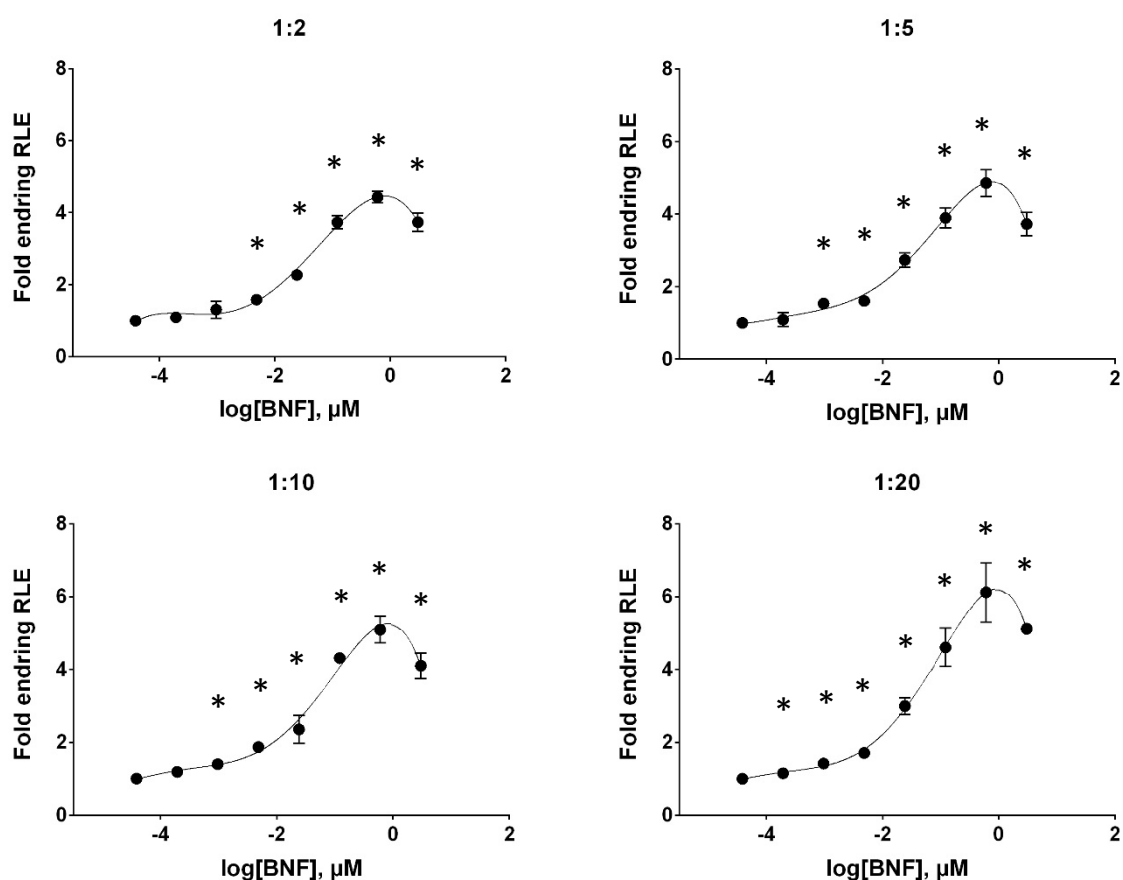 1:2
8
6
4
2
0
Fold endring RLE
* * * * *
-4 -2 0 2
log[BNF], µM
1:5
8
6
4
2
0
Fold endring RLE
* * * * * *
-4 -2 0 2
log[BNF], µM
1:10
8
6
4
2
0
Fold endring RLE
* * * * * *
-4 -2 0 2
log[BNF], µM
1:20
8
6
4
2
0
Fold endring RLE
* * * * * * *
-4 -2 0 2
log[BNF], µM